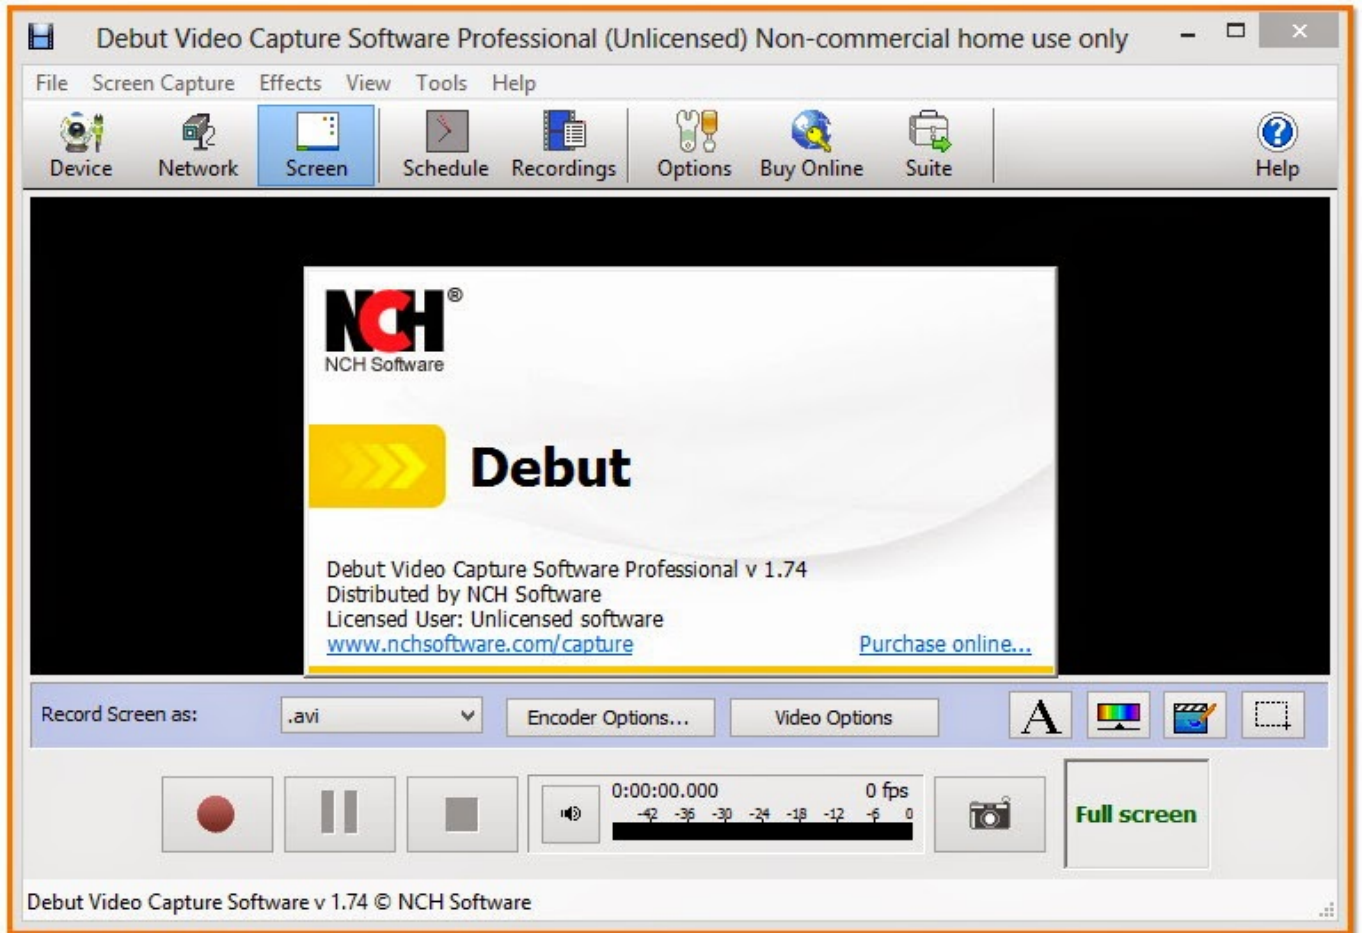 Debut Video Capture Software Professional (Unlicensed) Non-commercial home use only
File Screen Capture Effects View Tools Help
Device Network Screen Schedule Recordings Options Buy Online Suite Help
NCH®
NCH Software
Debut
Debut Video Capture Software Professional v 1.74
Distributed by NCH Software
Licensed User: Unlicensed software
www.nchsoftware.com/capture Purchase online...
Record Screen as: .avi Encoder Options... Video Options A
0:00:00.000 0 fps
-42 -36 -30 -24 -18 -12 -6 0
Full screen
Debut Video Capture Software v 1.74 © NCH Software